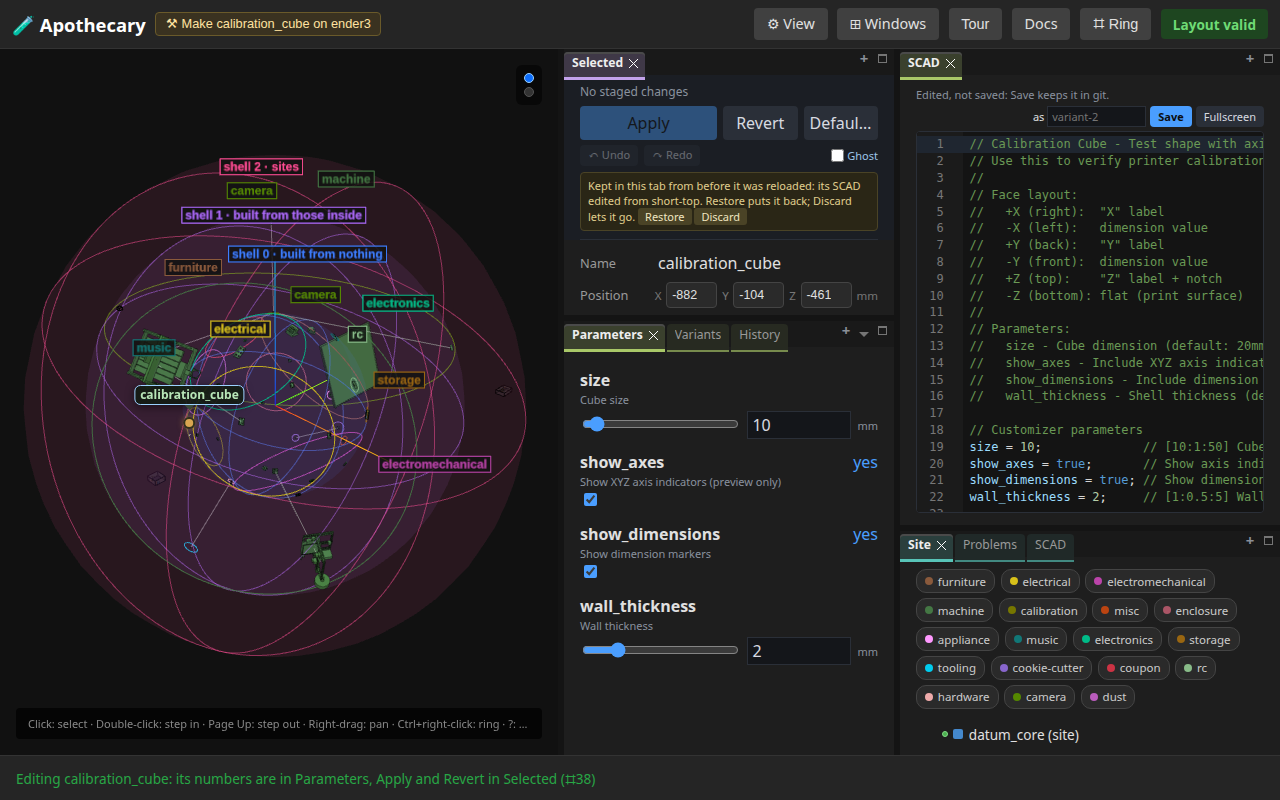 Apothecary
⚒ Make calibration_cube on ender3
⚙ View
⊞ Windows
Tour
Docs
⌗ Ring
Layout valid
shell 2 · sites
machine
camera
shell 1 · built from those inside
shell 0 · built from nothing
furniture
camera
electronics
electrical
rc
music
storage
calibration_cube
electromechanical
Click: select · Double-click: step in · Page Up: step out · Right-drag: pan · Ctrl+right-click: ring · ?: ...
Selected
No staged changes
Apply
Revert
Defaul...
↶ Undo
↷ Redo
Ghost
Kept in this tab from before it was reloaded: its SCAD
edited from short-top. Restore puts it back; Discard
lets it go. Restore Discard
Name calibration_cube
Position X -882 Y -104 Z -461 mm
Parameters
Variants
History
size
Cube size
10 mm
show_axes yes
Show XYZ axis indicators (preview only)
show_dimensions yes
Show dimension markers
wall_thickness
Wall thickness
2 mm
SCAD
Edited, not saved: Save keeps it in git.
as variant-2 Save Fullscreen
1 // Calibration Cube - Test shape with axi
2 // Use this to verify printer calibration
3 //
4 // Face layout:
5 //   +X (right):  "X" label
6 //   -X (left):   dimension value
7 //   +Y (back):   "Y" label
8 //   -Y (front):  dimension value
9 //   +Z (top):    "Z" label + notch
10 //   -Z (bottom): flat (print surface)
11 //
12 // Parameters:
13 //   size - Cube dimension (default: 20mm
14 //   show_axes - Include XYZ axis indicat
15 //   show_dimensions - Include dimension
16 //   wall_thickness - Shell thickness (de
17
18 // Customizer parameters
19 size = 10;              // [10:1:50] Cube
20 show_axes = true;       // Show axis indi
21 show_dimensions = true; // Show dimension
22 wall_thickness = 2;     // [1:0.5:5] Wall
Site
Problems
SCAD
furniture
electrical
electromechanical
machine
calibration
misc
enclosure
appliance
music
electronics
storage
tooling
cookie-cutter
coupon
rc
hardware
camera
dust
datum_core (site)
Editing calibration_cube: its numbers are in Parameters, Apply and Revert in Selected (⌗38)